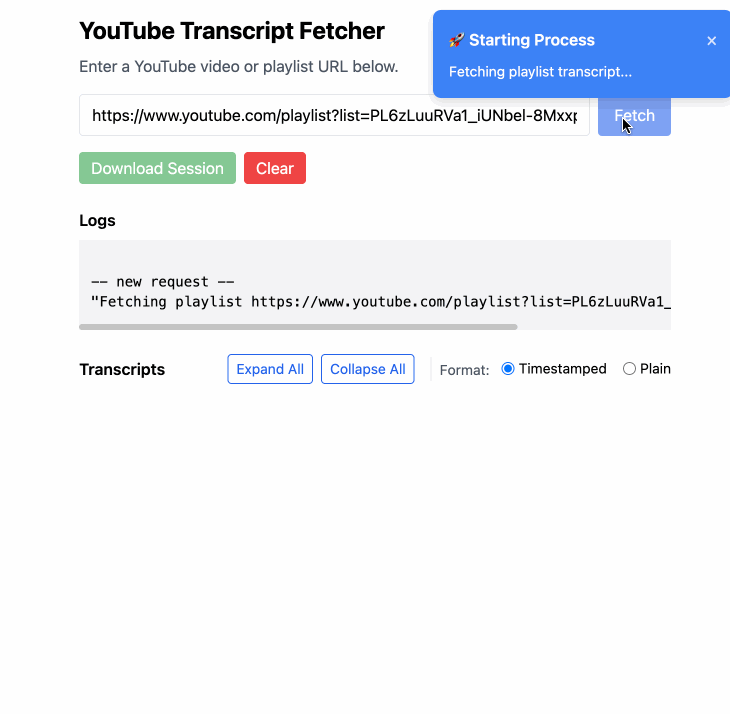 YouTube Transcript Fetcher
🚀 Starting Process ×
Enter a YouTube video or playlist URL below.
Fetching playlist transcript...
https://www.youtube.com/playlist?list=PL6zLuuRVa1_iUNbel-8Mxxp
Fetch
Download Session Clear
Logs
-- new request --
"Fetching playlist https://www.youtube.com/playlist?list=PL6zLuuRVa1_
Transcripts Expand All Collapse All Format: Timestamped Plain